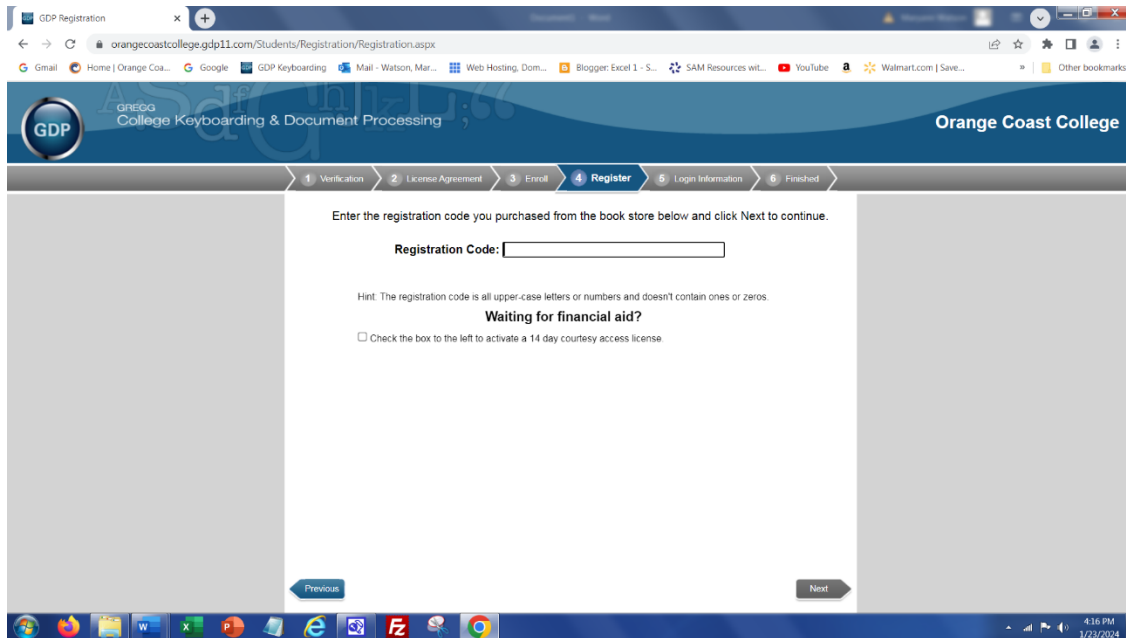 GDP Registration
orangecoastcollege.gdp11.com/Students/Registration/Registration.aspx
Gmail Home | Orange Coa... Google GDP Keyboarding Mail - Watson, Mar... Web Hosting, Dom... Blogger: Excel 1 - S... SAM Resources wit... YouTube Walmart.com | Save... » Other bookmarks
GDP
GREGG
College Keyboarding & Document Processing
Orange Coast College
1 Verification 2 License Agreement 3 Enroll 4 Register 5 Login Information 6 Finished
Enter the registration code you purchased from the book store below and click Next to continue.
Registration Code:
Hint: The registration code is all upper-case letters or numbers and doesn't contain ones or zeros.
Waiting for financial aid?
Check the box to the left to activate a 14 day courtesy access license.
Previous Next
4:16 PM
1/23/2024